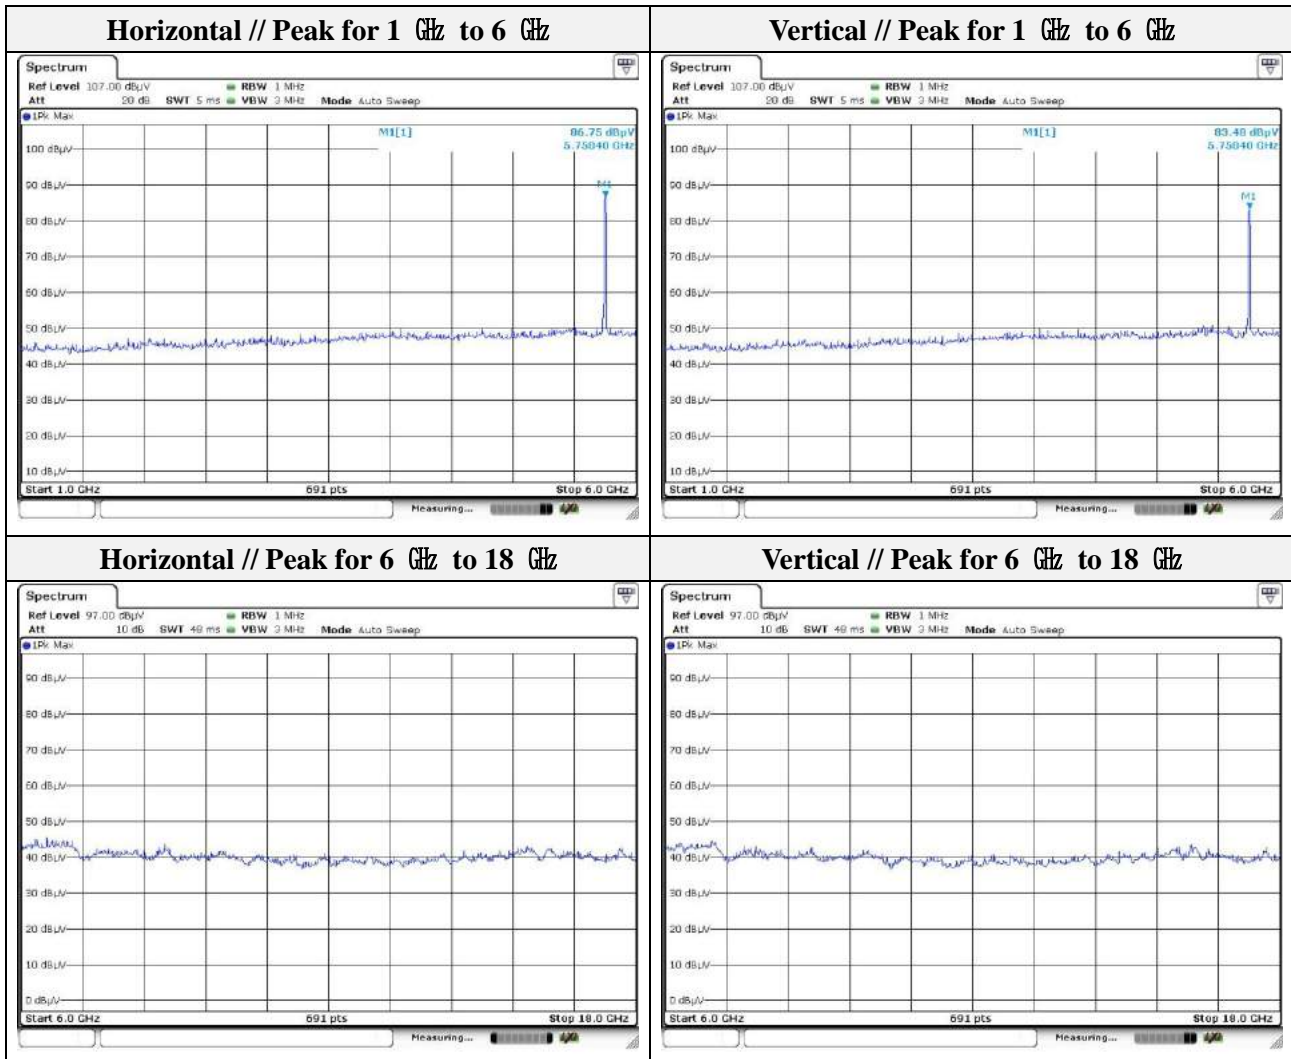 Horizontal // Peak for 1 ㎓ to 6 ㎓
Spectrum
Ref Level 107.00 dBµV RBW 1 MHz
Att 20 dB SWT 5 ms VBW 3 MHz Mode Auto Sweep
1Pk Max
M1[1] 86.75 dBµV
5.75840 GHz
100 dBµV
M1
90 dBµV
80 dBµV
70 dBµV
60 dBµV
50 dBµV
40 dBµV
30 dBµV
20 dBµV
10 dBµV
Start 1.0 GHz 691 pts Stop 6.0 GHz
Measuring...
Vertical // Peak for 1 ㎓ to 6 ㎓
Spectrum
Ref Level 107.00 dBµV RBW 1 MHz
Att 20 dB SWT 5 ms VBW 3 MHz Mode Auto Sweep
1Pk Max
M1[1] 83.48 dBµV
5.75840 GHz
100 dBµV
90 dBµV
M1
80 dBµV
70 dBµV
60 dBµV
50 dBµV
40 dBµV
30 dBµV
20 dBµV
10 dBµV
Start 1.0 GHz 691 pts Stop 6.0 GHz
Measuring...
Horizontal // Peak for 6 ㎓ to 18 ㎓
Spectrum
Ref Level 97.00 dBµV RBW 1 MHz
Att 10 dB SWT 48 ms VBW 3 MHz Mode Auto Sweep
1Pk Max
90 dBµV
80 dBµV
70 dBµV
60 dBµV
50 dBµV
40 dBµV
30 dBµV
20 dBµV
10 dBµV
0 dBµV
Start 6.0 GHz 691 pts Stop 18.0 GHz
Measuring...
Vertical // Peak for 6 ㎓ to 18 ㎓
Spectrum
Ref Level 97.00 dBµV RBW 1 MHz
Att 10 dB SWT 48 ms VBW 3 MHz Mode Auto Sweep
1Pk Max
90 dBµV
80 dBµV
70 dBµV
60 dBµV
50 dBµV
40 dBµV
30 dBµV
20 dBµV
10 dBµV
0 dBµV
Start 6.0 GHz 691 pts Stop 18.0 GHz
Measuring...